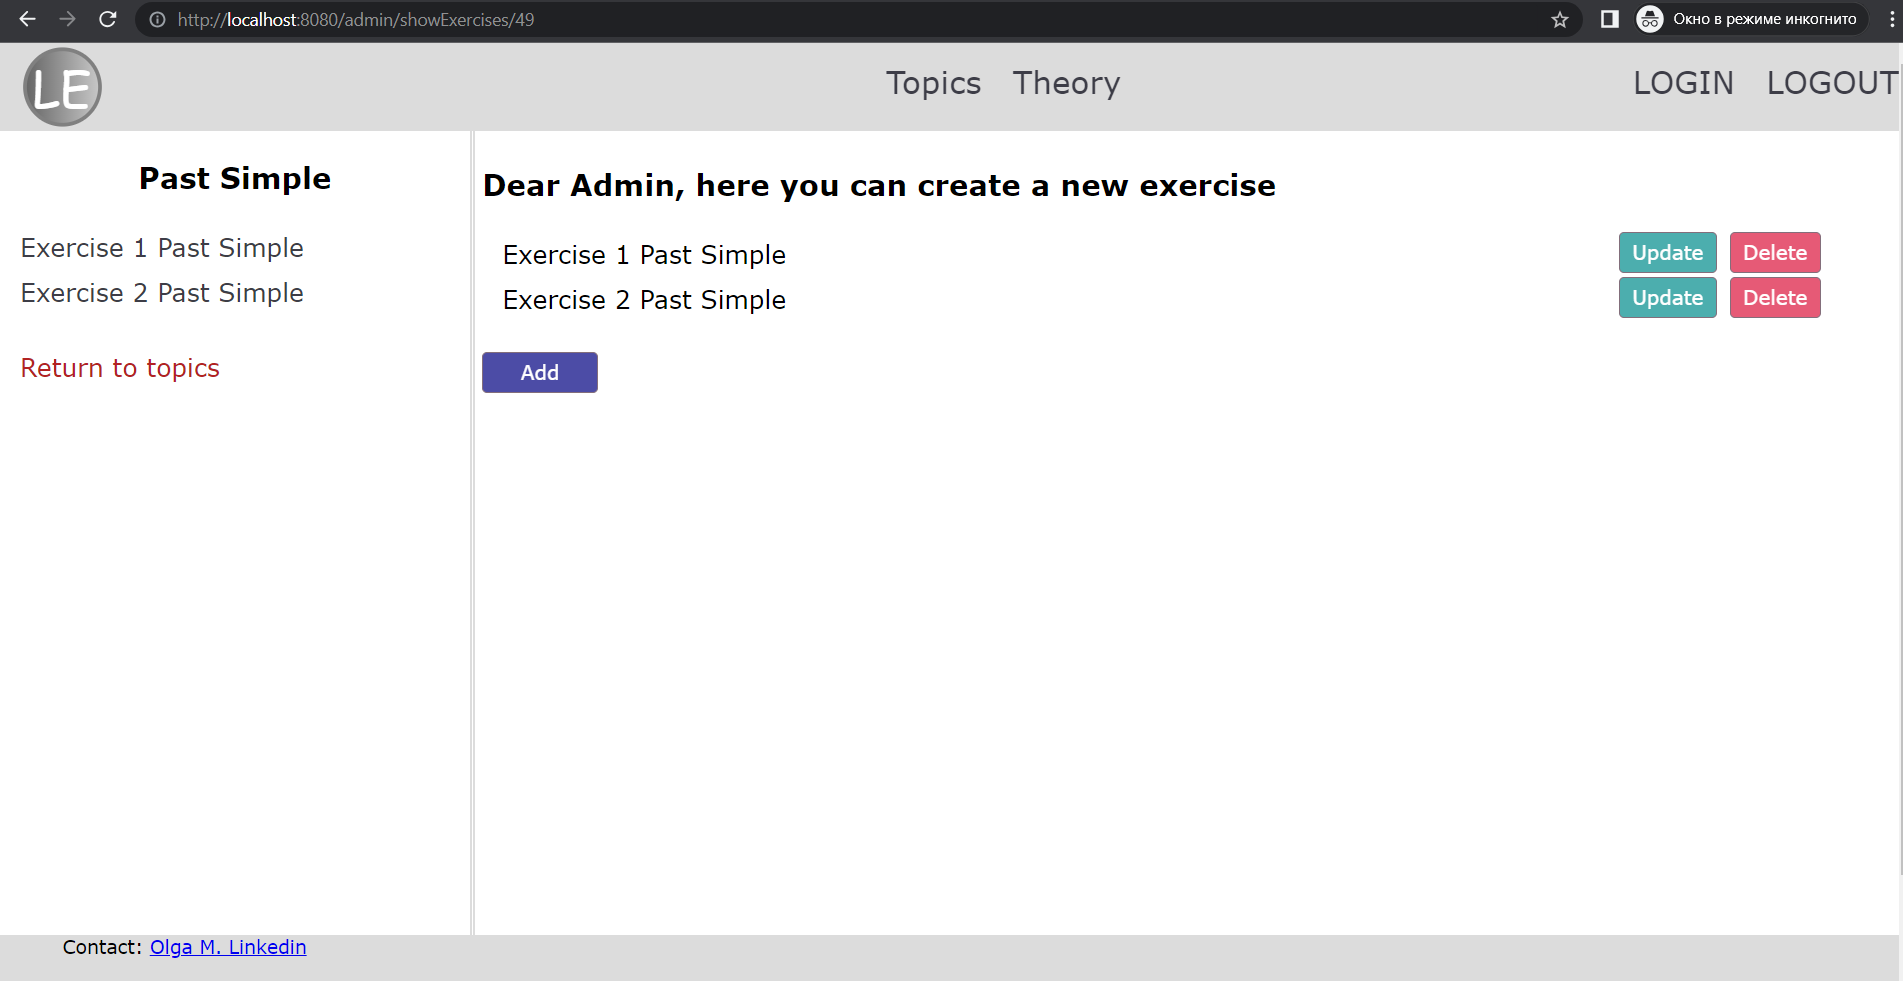 http://localhost:8080/admin/showExercises/49
Окно в режиме инкогнито
LE
Topics Theory
LOGIN LOGOUT
Past Simple
Exercise 1 Past Simple
Exercise 2 Past Simple
Return to topics
Dear Admin, here you can create a new exercise
Exercise 1 Past Simple Update Delete
Exercise 2 Past Simple Update Delete
Add
Contact: Olga M. Linkedin